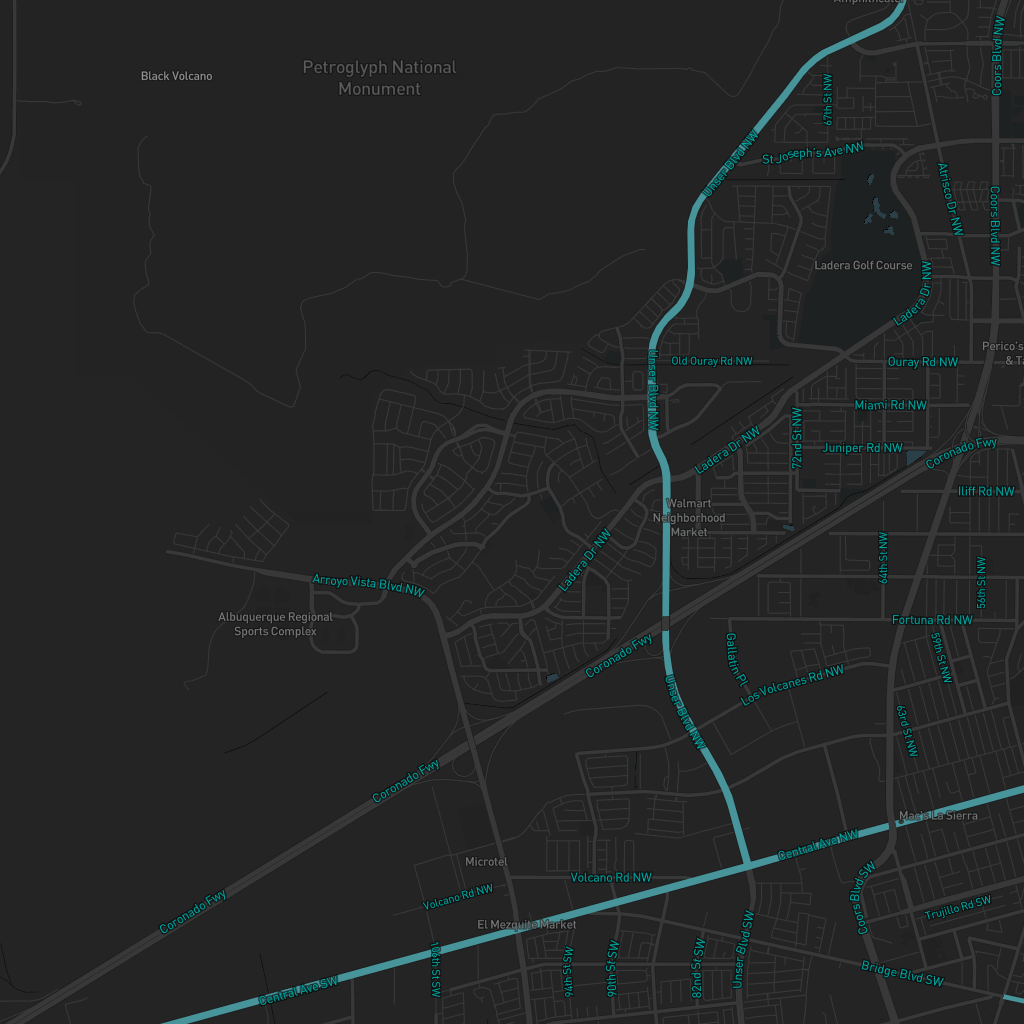 Amphitheater
Coors Blvd NW
Petroglyph National
Monument
Black Volcano
67th St NW
Unser Blvd NW
St Joseph's Ave NW
Atrisco Dr NW
Coors Blvd NW
Ladera Golf Course
Ladera Dr NW
Perico's
& Ta
Old Ouray Rd NW
Ouray Rd NW
Unser Blvd NW
Miami Rd NW
72nd St NW
Juniper Rd NW
Ladera Dr NW
Coronado Fwy
Iliff Rd NW
Walmart
Neighborhood
Market
64th St NW
56th St NW
Ladera Dr NW
Arroyo Vista Blvd NW
Albuquerque Regional
Sports Complex
Fortuna Rd NW
Gallatin Pl
59th St NW
Coronado Fwy
Los Volcanes Rd NW
Unser Blvd NW
63rd St NW
Coronado Fwy
Macis La Sierra
Central Ave NW
Microtel
Volcano Rd NW
Volcano Rd NW
Coors Blvd SW
Trujillo Rd SW
Coronado Fwy
El Mezquite Market
106th St SW
94th St SW
90th St SW
82nd St SW
Unser Blvd SW
Bridge Blvd SW
Central Ave SW